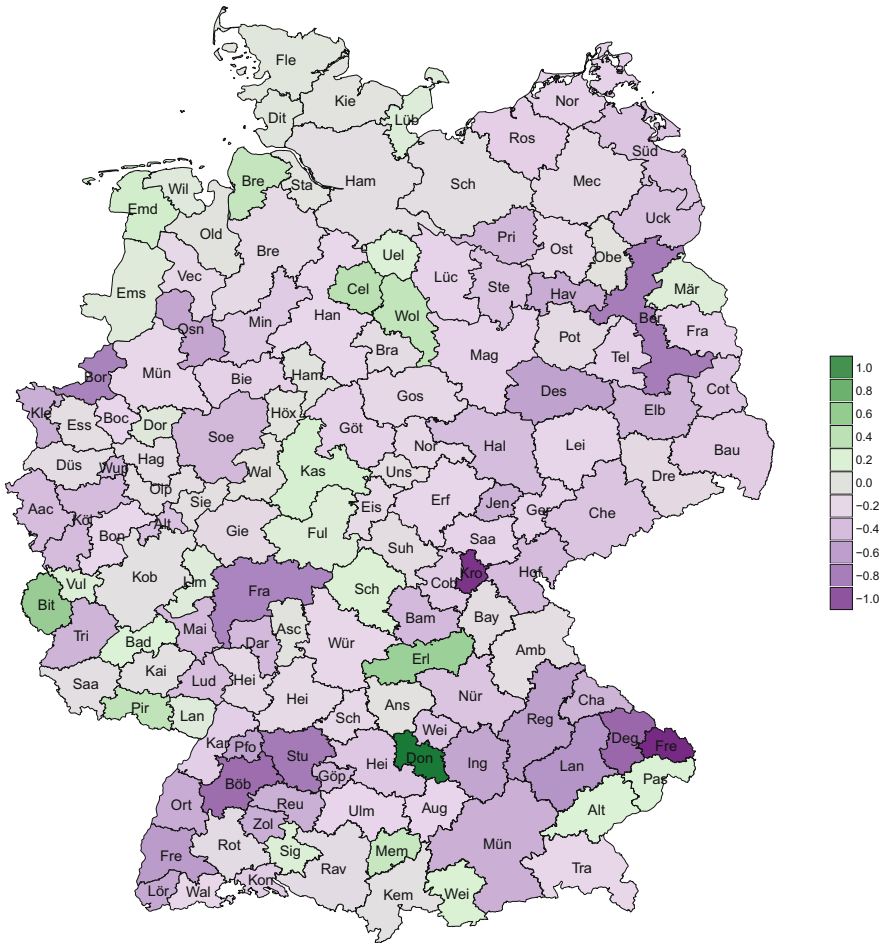 Fle
Kie
Dit
Lüb
Nor
Ros
Süd
Wil
Bre
Sta
Ham
Sch
Mec
Emd
Old
Uck
Bre
Pri
Ost
Obe
Uel
Vec
Lüc
Ems
Cel
Ste
Hav
Mär
Wol
Han
Min
Osn
Ber
Fra
Bra
Pot
Tel
Mag
Mün
Bor
Bie
Ham
Des
Cot
Gos
Elb
Kle
Ess
Boc
Dor
Höx
Soe
Göt
Nor
Hal
Lei
Bau
Düs
Wup
Hag
Wal
Kas
Uns
Dre
Olp
Sie
Aac
Köl
Alt
Eis
Erf
Jen
Ger
Che
Bon
Gie
Ful
Suh
Saa
Kob
Vul
Lim
Fra
Sch
Cob
Kro
Hof
Bit
Tri
Bad
Mai
Dar
Asc
Wür
Bam
Bay
Amb
Erl
Saa
Kai
Lud
Hei
Hei
Nür
Cha
Pir
Lan
Sch
Ans
Reg
Wei
Kar
Pfo
Stu
Deg
Fre
Don
Hei
Göp
Ing
Lan
Böb
Pas
Ort
Reu
Ulm
Aug
Alt
Zol
Rot
Sig
Mem
Mün
Fre
Rav
Tra
Lör
Wal
Kon
Kem
Wei
1.0
0.8
0.6
0.4
0.2
0.0
−0.2
−0.4
−0.6
−0.8
−1.0